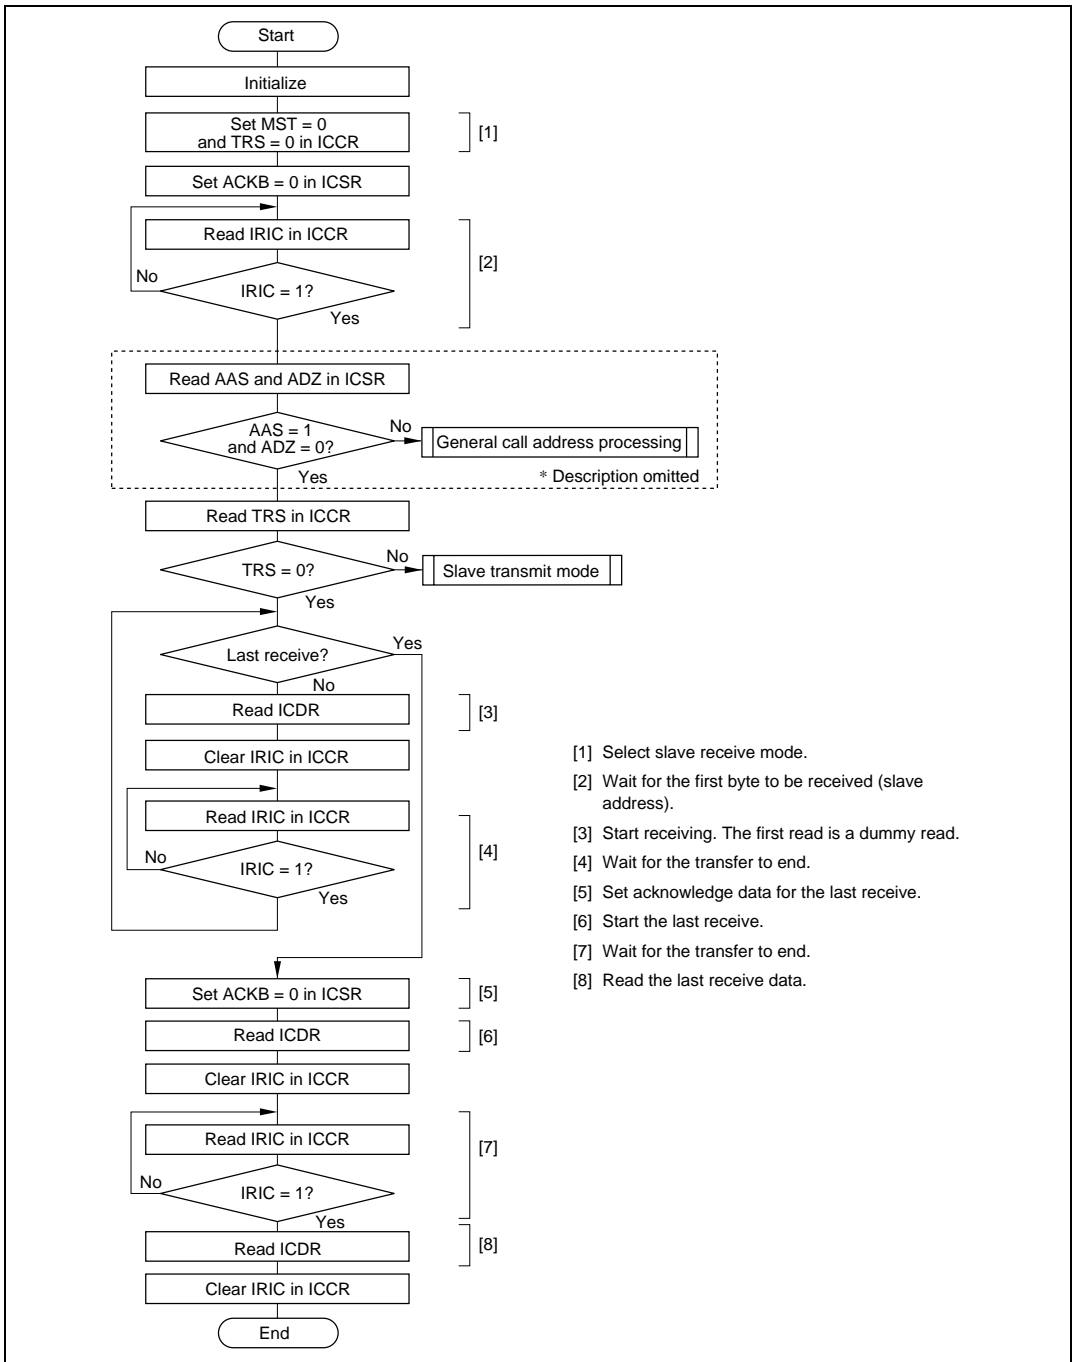 Start
Initialize
Set MST = 0
and TRS = 0 in ICCR
[1]
Set ACKB = 0 in ICSR
Read IRIC in ICCR
[2]
No
IRIC = 1?
Yes
Read AAS and ADZ in ICSR
AAS = 1
and ADZ = 0?
No
General call address processing
Yes
* Description omitted
Read TRS in ICCR
TRS = 0?
No
Slave transmit mode
Yes
Last receive?
Yes
No
Read ICDR
[3]
Clear IRIC in ICCR
Read IRIC in ICCR
[4]
No
IRIC = 1?
Yes
Set ACKB = 0 in ICSR
[5]
Read ICDR
[6]
Clear IRIC in ICCR
Read IRIC in ICCR
[7]
No
IRIC = 1?
Yes
Read ICDR
[8]
Clear IRIC in ICCR
End
[1] Select slave receive mode.
[2] Wait for the first byte to be received (slave
address).
[3] Start receiving. The first read is a dummy read.
[4] Wait for the transfer to end.
[5] Set acknowledge data for the last receive.
[6] Start the last receive.
[7] Wait for the transfer to end.
[8] Read the last receive data.